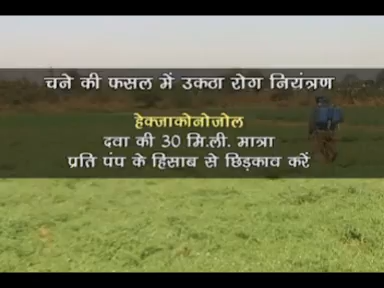 चने की फसल में उकठा रोग नियंत्रण
हेक्जाकोनोजोल
दवा की 30 मि.ली. मात्रा
प्रति पंप के हिसाब से छिड़काव करें